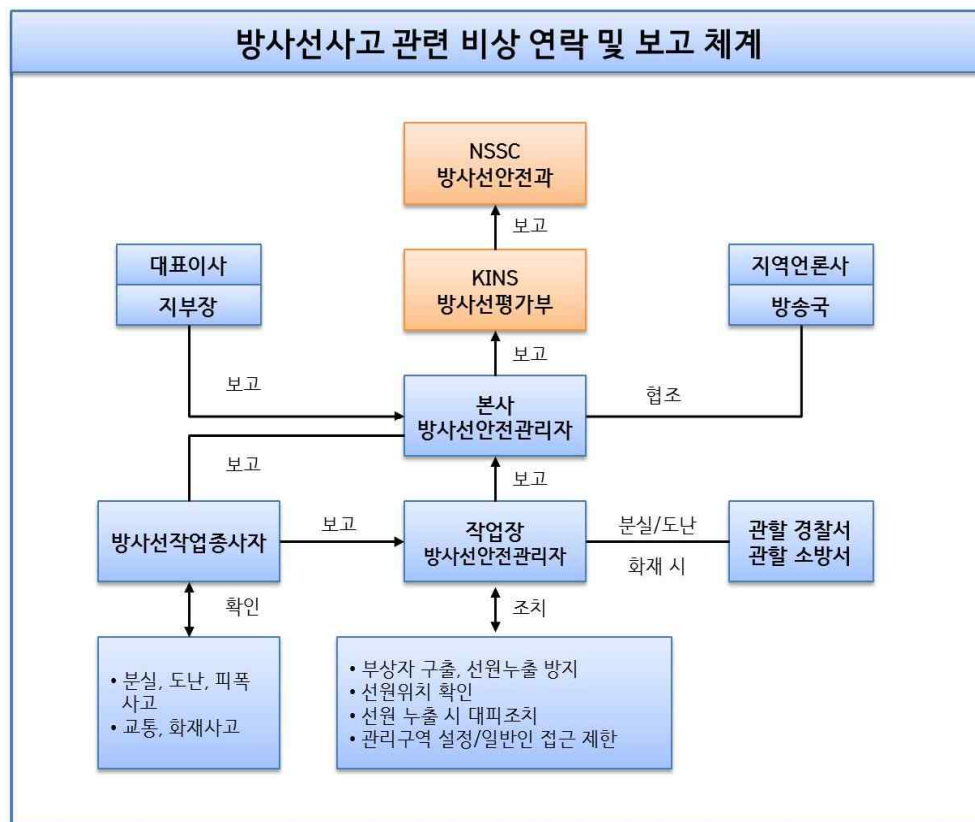 방사선사고 관련 비상 연락 및 보고 체계
NSSC
방사선안전과
보고
대표이사
지부장
KINS
방사선평가부
지역언론사
방송국
보고
보고
본사
방사선안전관리자
협조
보고
보고
방사선작업종사자
보고
작업장
방사선안전관리자
분실/도난
화재 시
관할 경찰서
관할 소방서
확인
조치
• 분실, 도난, 피폭
사고
• 교통, 화재사고
• 부상자 구출, 선원누출 방지
• 선원위치 확인
• 선원 누출 시 대피조치
• 관리구역 설정/일반인 접근 제한